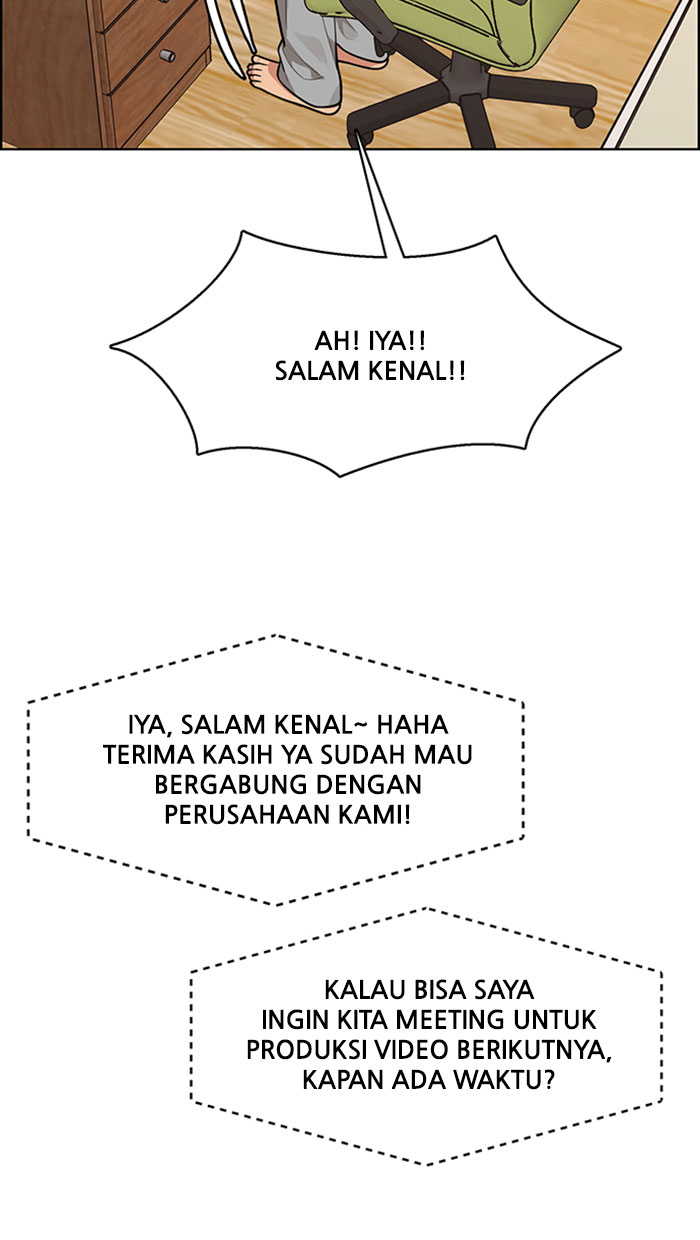 AH! IYA!!
SALAM KENAL!!
IYA, SALAM KENAL~ HAHA
TERIMA KASIH YA SUDAH MAU
BERGABUNG DENGAN
PERUSAHAAN KAMI!
KALAU BISA SAYA
INGIN KITA MEETING UNTUK
PRODUKSI VIDEO BERIKUTNYA,
KAPAN ADA WAKTU?